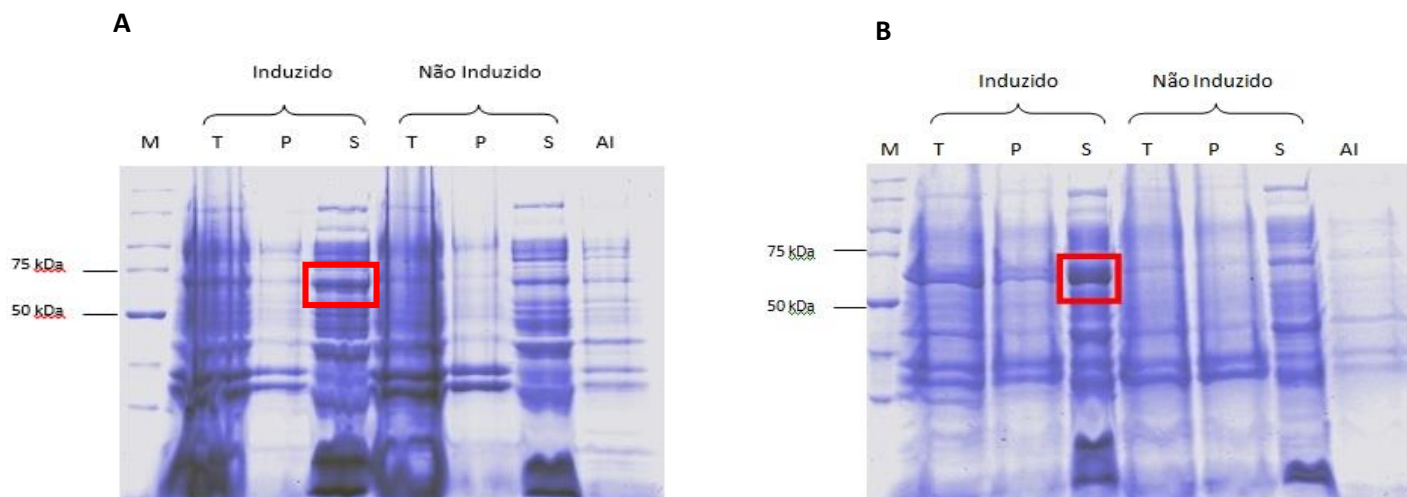 A
Induzido Não Induzido
M T P S T P S AI
75 kDa
50 kDa
B
Induzido Não Induzido
M T P S T P S AI
75 kDa
50 kDa